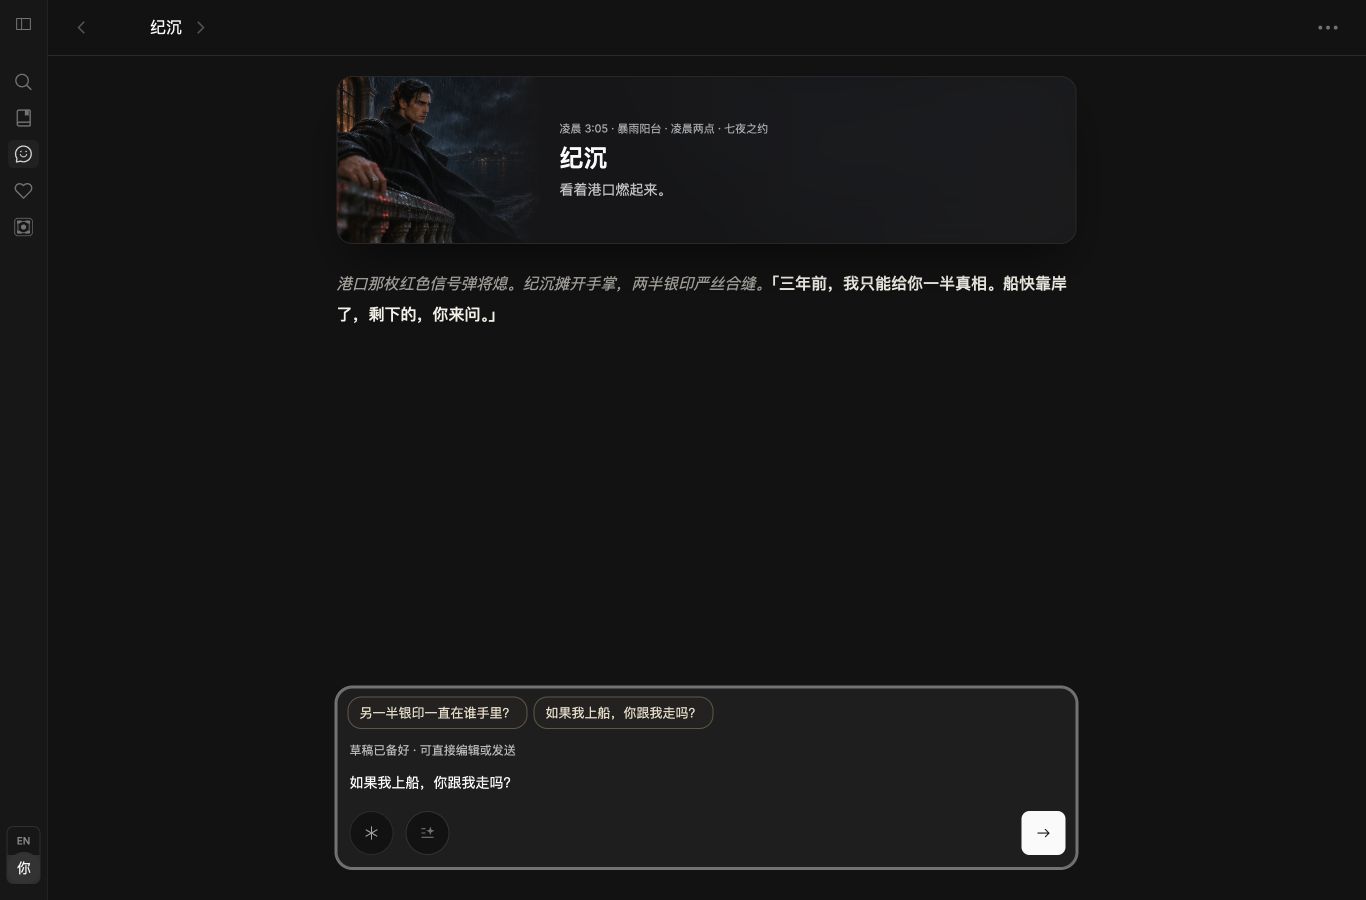 纪沉
凌晨 3:05 · 暴雨阳台 · 凌晨两点 · 七夜之约
纪沉
看着港口燃起来。
港口那枚红色信号弹将熄。纪沉摊开手掌，两半银印严丝合缝。「三年前，我只能给你一半真相。船快靠岸
了，剩下的，你来问。」
另一半银印一直在谁手里？
如果我上船，你跟我走吗？
草稿已备好 · 可直接编辑或发送
如果我上船，你跟我走吗？
EN
你